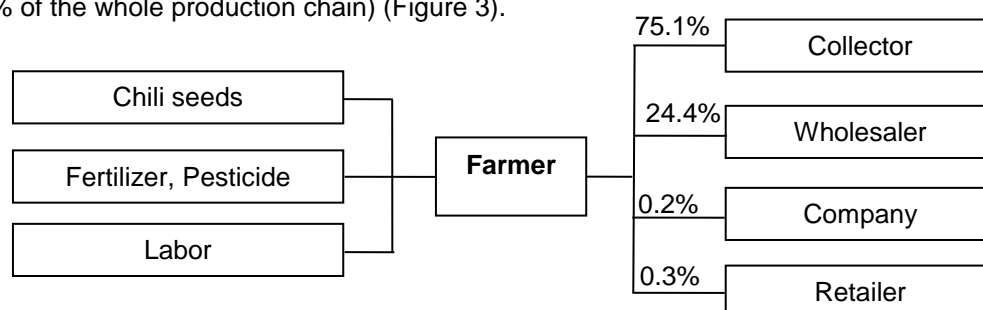 % of the whole production chain) (Figure 3).
75.1%
Collector
Chili seeds
24.4%
Wholesaler
Fertilizer, Pesticide
Farmer
0.2%
Company
Labor
0.3%
Retailer